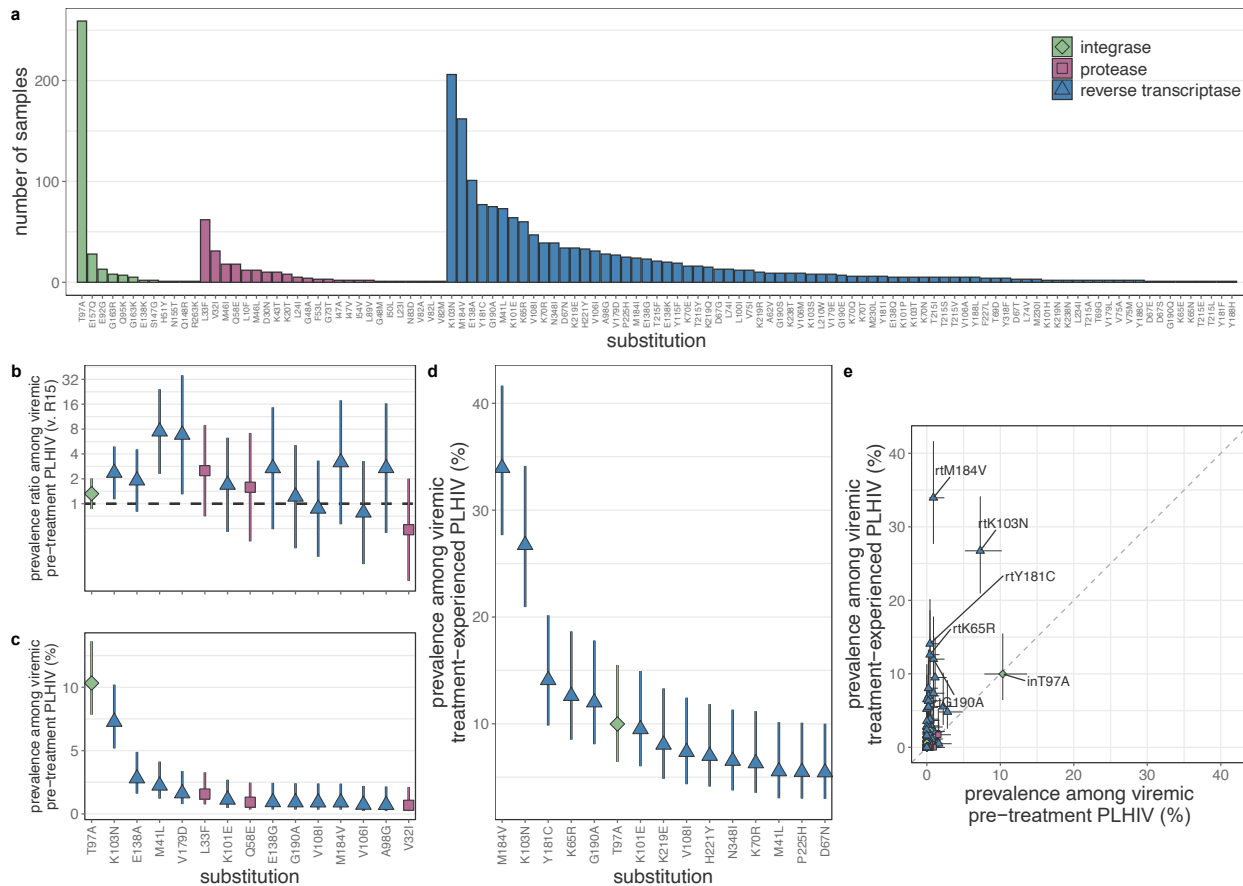 a
number of samples
200
100
0
integrase
protease
reverse transcriptase
T97A E157Q E92G G163R Q95K G163K E138K S147G H51Y N155T Q148R R263K L33F V32I M46I Q58E L10F M46L D30N K43T K20T L24I G48A F53L G73T I47A I47V I54V L89V G48M I50L L23I N83D V82A V82L V82M K103N M184V E138A Y181C G190A M41L K101E K65R V108I K70R N348I D67N K219E H221Y V106I A98G V179D P225H M184I E138G T215F E138K Y115F K70E T215Y K219Q D67G L74I L100I Y181I V75I K219R A62V G190S K238T V106M K103S L210W V179E G190E K70Q K70T M230L E138Q K101P K103T K70N T215I T215S T215V V106A Y188L F227L T69D Y318F D67T L74V M230I K101H K219N K238N L234I T215A T69G V179L V75A V75M Y188C D67E D67S G190Q K65E K65N T215E T215L Y181F Y188H
substitution
b
prevalence ratio among viremic
pre-treatment PLHIV (v. R15)
32
16
8
4
2
1
c
prevalence among viremic
pre-treatment PLHIV (%)
10
5
0
T97A K103N E138A M41L V179D L33F K101E Q58E E138G G190A V108I M184V V106I A98G V32I
substitution
d
prevalence among viremic
treatment-experienced PLHIV (%)
40
30
20
10
M184V K103N Y181C K65R G190A T97A K101E K219E V108I H221Y N348I K70R M41L P225H D67N
substitution
e
prevalence among viremic
treatment-experienced PLHIV (%)
40
30
20
10
0
rtM184V
rtK103N
rtY181C
rtK65R
inT97A
rtG190A
0 10 20 30 40
prevalence among viremic
pre-treatment PLHIV (%)